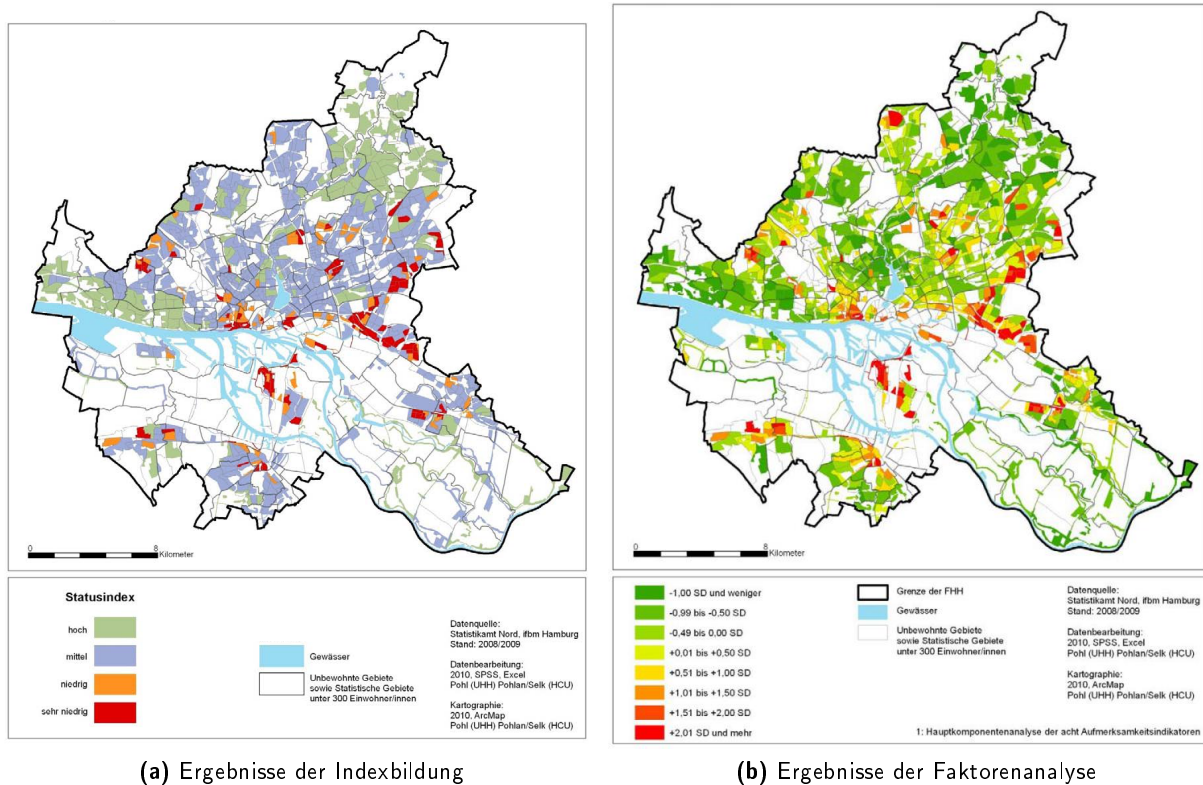 0
8
Kilometer
Statusindex
hoch
mittel
niedrig
sehr niedrig
Gewässer
Unbewohnte Gebiete
sowie Statistische Gebiete
unter 300 Einwohner/innen
Datenquelle:
Statistikamt Nord, ifbm Hamburg
Stand: 2008/2009
Datenbearbeitung:
2010, SPSS, Excel
Pohl (UHH) Pohlan/Selk (HCU)
Kartographie:
2010, ArcMap
Pohl (UHH) Pohlan/Selk (HCU)
(a) Ergebnisse der Indexbildung
0
8
Kilometer
-1,00 SD und weniger
-0,99 bis -0,50 SD
-0,49 bis 0,00 SD
+0,01 bis +0,50 SD
+0,51 bis +1,00 SD
+1,01 bis +1,50 SD
+1,51 bis +2,00 SD
+2,01 SD und mehr
Grenze der FHH
Gewässer
Unbewohnte Gebiete
sowie Statistische Gebiete
unter 300 Einwohner/innen
Datenquelle:
Statistikamt Nord, ifbm Hamburg
Stand: 2008/2009
Datenbearbeitung:
2010, SPSS, Excel
Pohl (UHH) Pohlan/Selk (HCU)
Kartographie:
2010, ArcMap
Pohl (UHH) Pohlan/Selk (HCU)
1: Hauptkomponentenanalyse der acht Aufmerksamkeitsindikatoren
(b) Ergebnisse der Faktorenanalyse